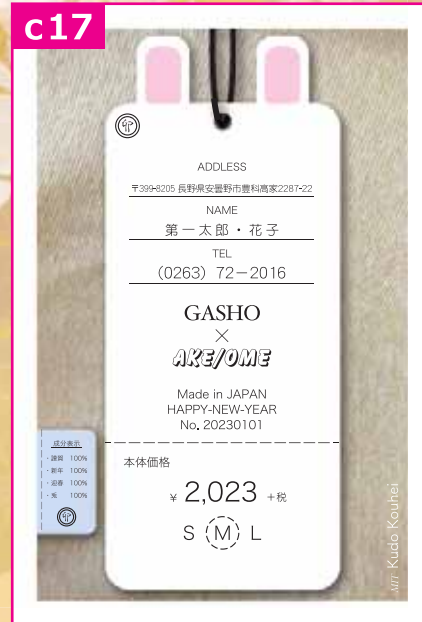 c17
ADDLESS
〒399-8205 長野県安曇野市豊科高家2287-22
NAME
第一太郎・花子
TEL
(0263) 72-2016
GASHO
×
AKE/OME
Made in JAPAN
HAPPY-NEW-YEAR
No. 20230101
本体価格
¥ 2,023 +税
S M L
成分表示
・謹賀 100%
・新年 100%
・迎春 100%
・兎 100%
MIT Kudo Kouhei